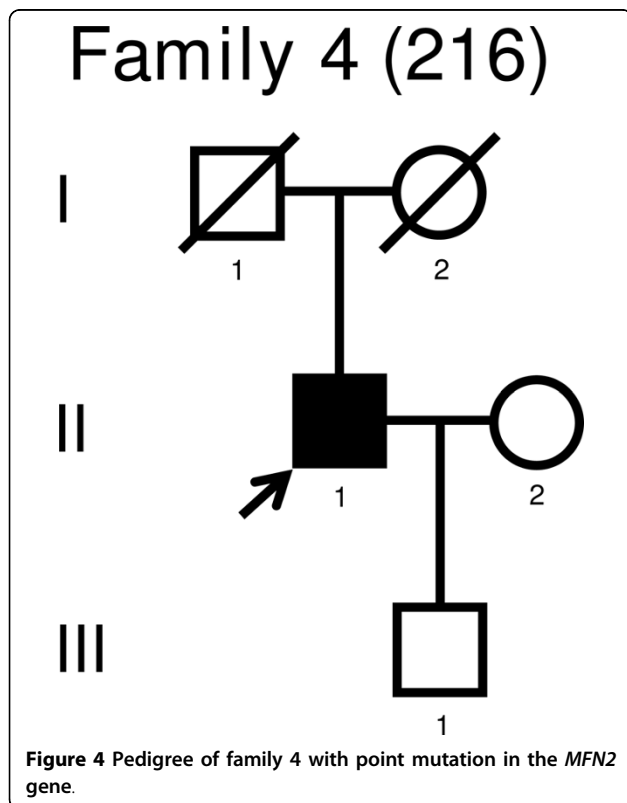 Family 4 (216)
I
1
2
II
1
2
III
1
Figure 4 Pedigree of family 4 with point mutation in the MFN2
gene.